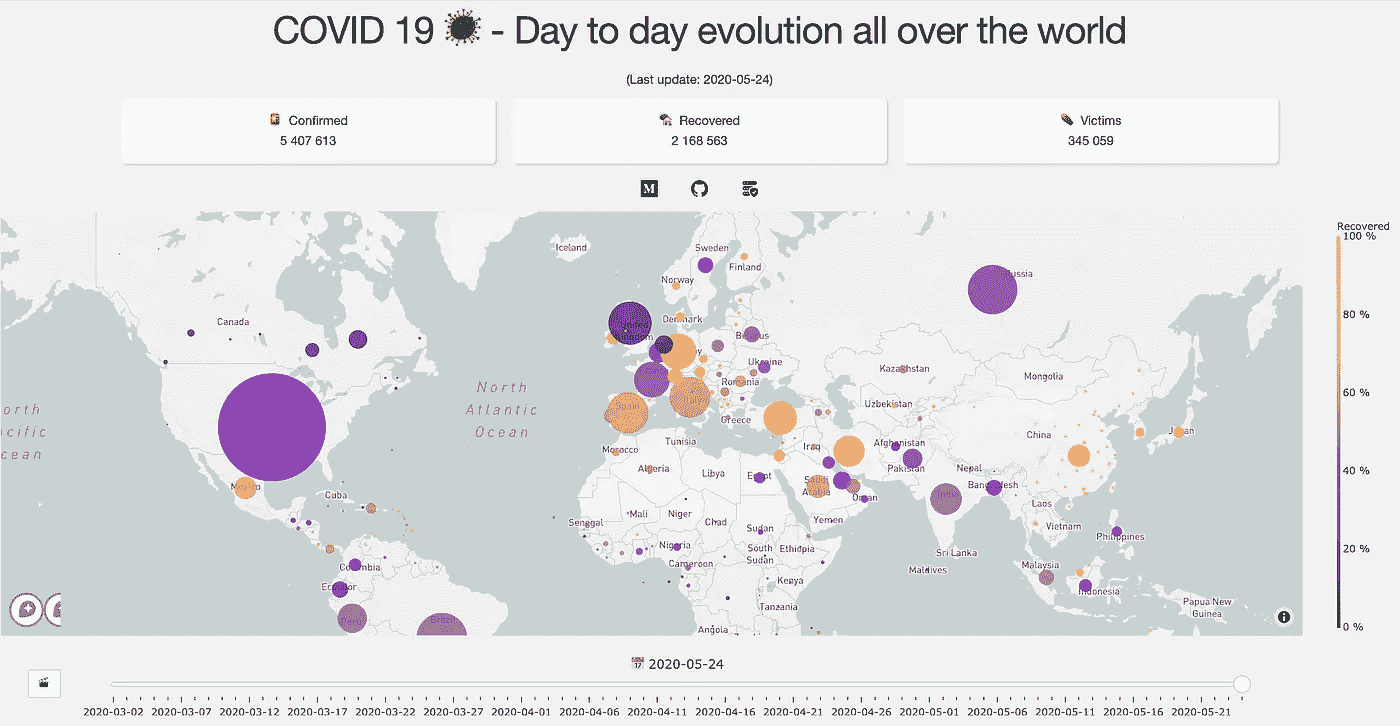 COVID 19 - Day to day evolution all over the world
(Last update: 2020-05-24)
Confirmed
5 407 613
Recovered
2 168 563
Victims
345 059
M
Recovered
100 %
80 %
60 %
40 %
20 %
0 %
Iceland
Sweden
Finland
Norway
Russia
Canada
Denmark
United
Kingdom
Belarus
Ukraine
Kazakhstan
Mongolia
North
Atlantic
Ocean
Romania
Uzbekistan
Spain
Italy
Greece
China
Japan
Tunisia
Morocco
Iraq
Afghanistan
Algeria
Libya
Egypt
Pakistan
Nepal
Mexico
Cuba
Saudi
Arabia
Bangladesh
Oman
India
Laos
Mali
Niger
Chad
Sudan
Yemen
Senegal
Vietnam
Philippines
Nigeria
South
Sudan
Ethiopia
Sri Lanka
Cameroon
Maldives
Malaysia
Colombia
Kenya
Ecuador
Indonesia
Tanzania
Papua New
Guinea
Peru
Brazil
Angola
2020-05-24
2020-03-02 2020-03-07 2020-03-12 2020-03-17 2020-03-22 2020-03-27 2020-04-01 2020-04-06 2020-04-11 2020-04-16 2020-04-21 2020-04-26 2020-05-01 2020-05-06 2020-05-11 2020-05-16 2020-05-21